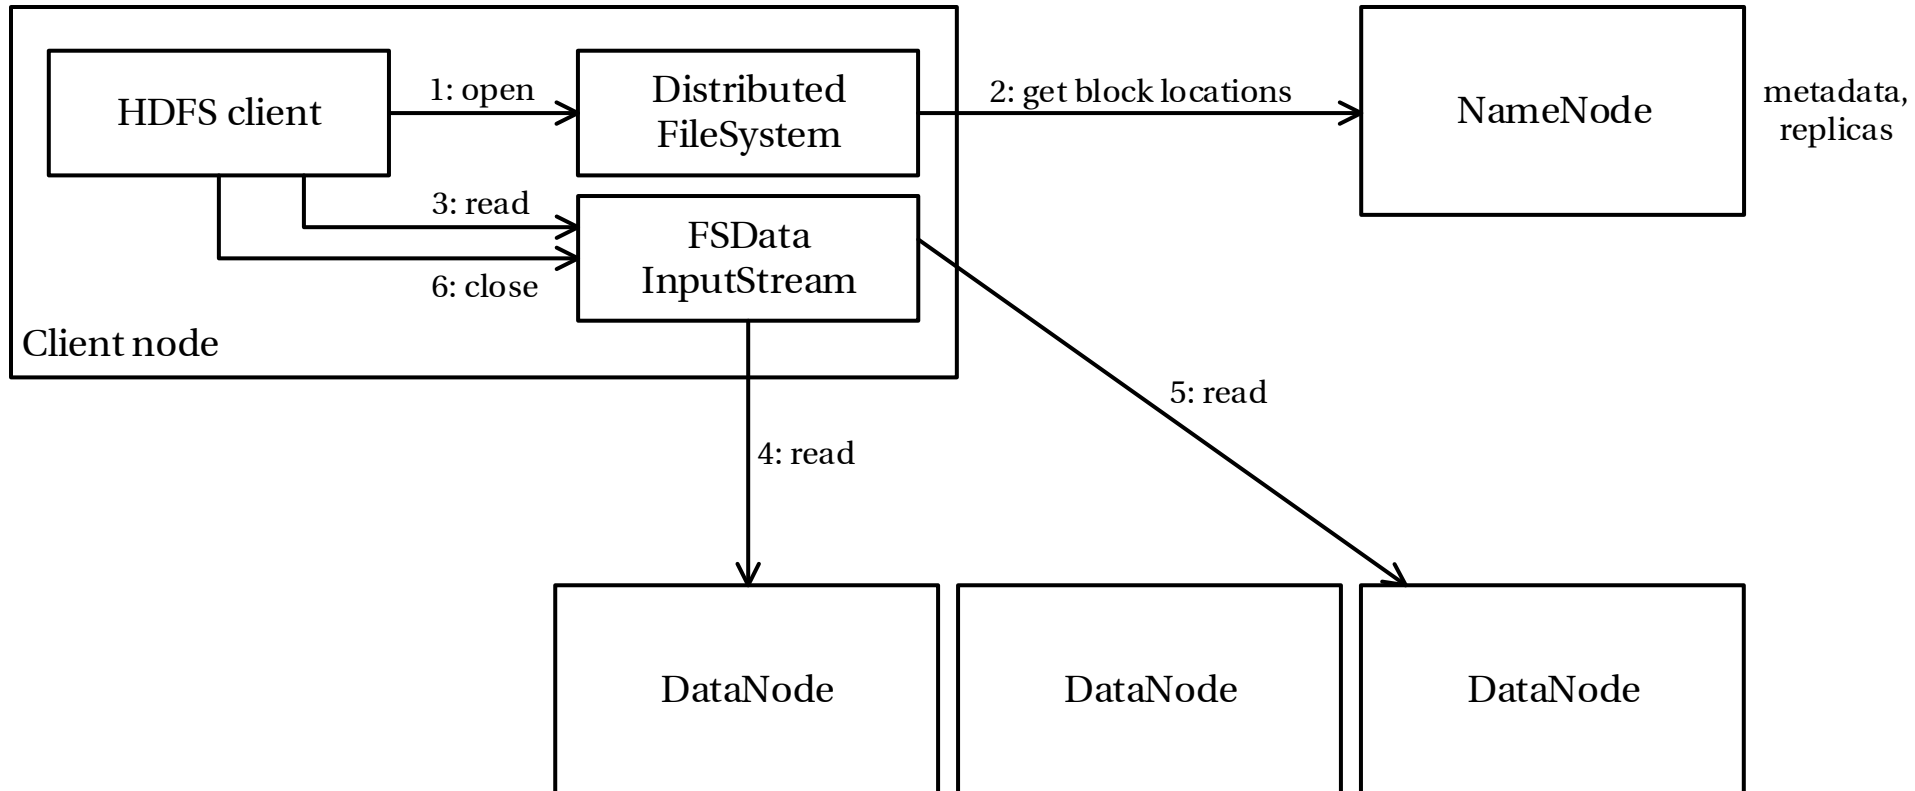 HDFS client
1: open
Distributed
FileSystem
2: get block locations
NameNode
metadata,
replicas
3: read
FSData
InputStream
6: close
Client node
5: read
4: read
DataNode
DataNode
DataNode